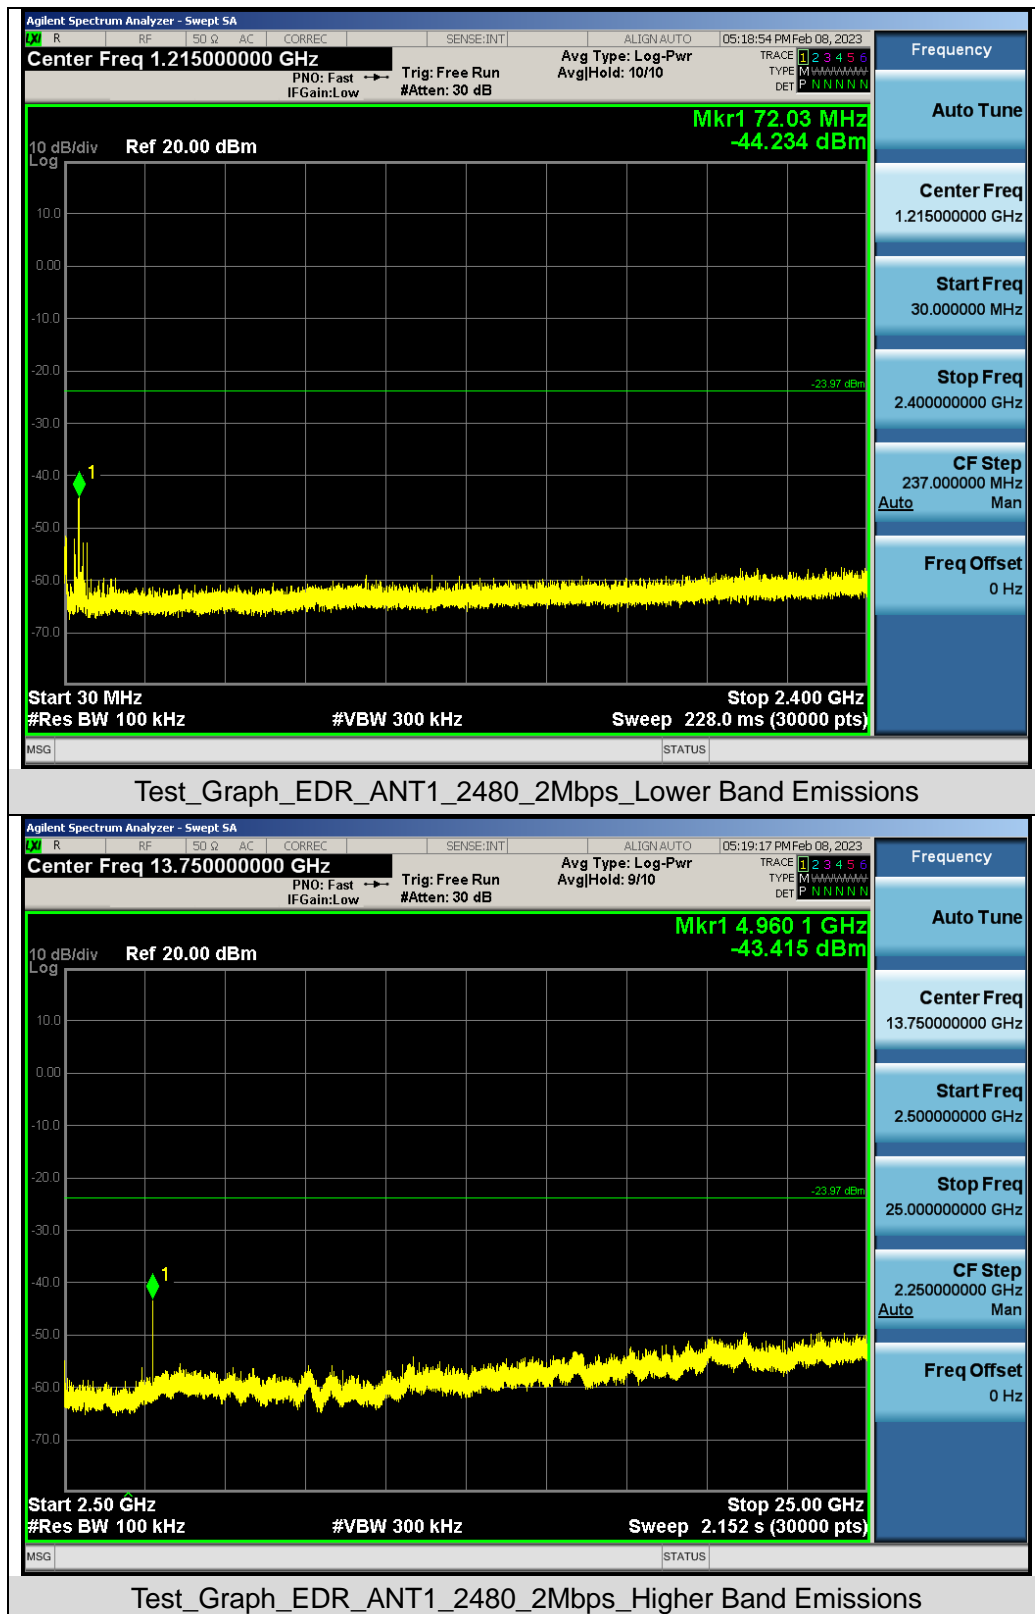 Agilent Spectrum Analyzer - Swept SA
LXI R RF 50 Ω AC CORREC SENSE:INT ALIGN AUTO 05:18:54 PM Feb 08, 2023
Center Freq 1.215000000 GHz
PNO: Fast
IFGain:Low
Trig: Free Run
#Atten: 30 dB
Avg Type: Log-Pwr
Avg|Hold: 10/10
TRACE 1 2 3 4 5 6
TYPE M
DET P N N N N N
Frequency
Auto Tune
Center Freq
1.215000000 GHz
Start Freq
30.000000 MHz
Stop Freq
2.400000000 GHz
CF Step
237.000000 MHz
Auto Man
Freq Offset
0 Hz
Mkr1 72.03 MHz
-44.234 dBm
10 dB/div Ref 20.00 dBm
Log
10.0
0.00
-10.0
-20.0
-23.97 dBm
-30.0
-40.0
1
-50.0
-60.0
-70.0
Start 30 MHz Stop 2.400 GHz
#Res BW 100 kHz #VBW 300 kHz Sweep 228.0 ms (30000 pts)
MSG STATUS
Test_Graph_EDR_ANT1_2480_2Mbps_Lower Band Emissions
Agilent Spectrum Analyzer - Swept SA
LXI R RF 50 Ω AC CORREC SENSE:INT ALIGN AUTO 05:19:17 PM Feb 08, 2023
Center Freq 13.750000000 GHz
PNO: Fast
IFGain:Low
Trig: Free Run
#Atten: 30 dB
Avg Type: Log-Pwr
Avg|Hold: 9/10
TRACE 1 2 3 4 5 6
TYPE M
DET P N N N N N
Frequency
Auto Tune
Center Freq
13.750000000 GHz
Start Freq
2.500000000 GHz
Stop Freq
25.000000000 GHz
CF Step
2.250000000 GHz
Auto Man
Freq Offset
0 Hz
Mkr1 4.960 1 GHz
-43.415 dBm
10 dB/div Ref 20.00 dBm
Log
10.0
0.00
-10.0
-20.0
-23.97 dBm
-30.0
-40.0
1
-50.0
-60.0
-70.0
Start 2.50 GHz Stop 25.00 GHz
#Res BW 100 kHz #VBW 300 kHz Sweep 2.152 s (30000 pts)
MSG STATUS
Test_Graph_EDR_ANT1_2480_2Mbps_Higher Band Emissions